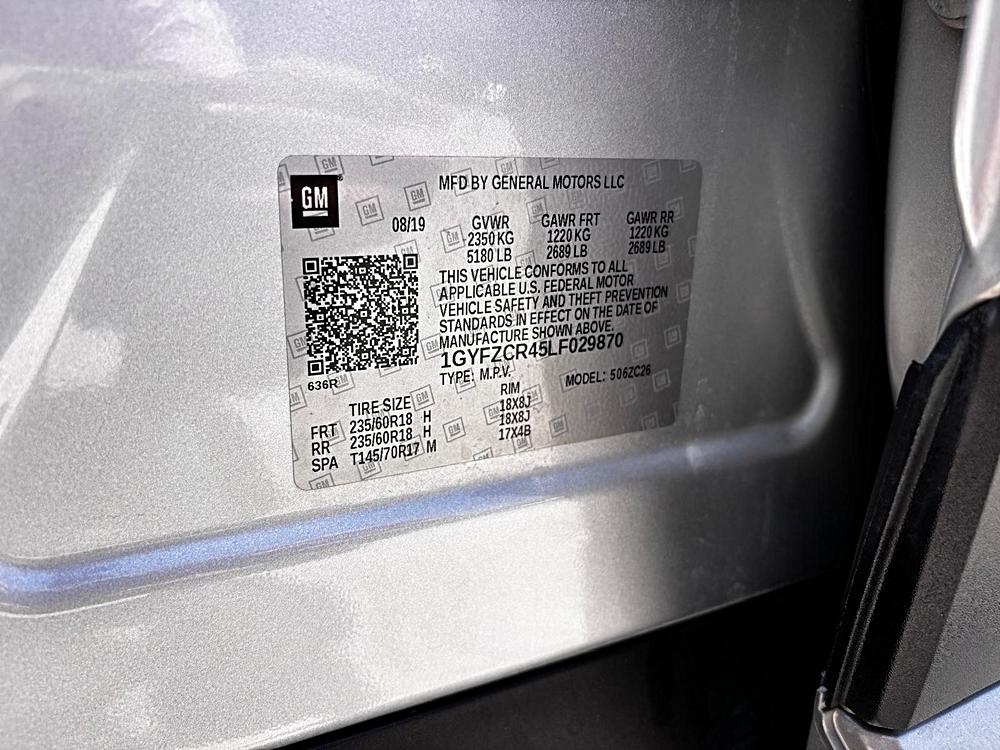 GM
MFD BY GENERAL MOTORS LLC
08/19 GVWR GAWR FRT GAWR RR
2350 KG 1220 KG 1220 KG
5180 LB 2689 LB 2689 LB
THIS VEHICLE CONFORMS TO ALL
APPLICABLE U.S. FEDERAL MOTOR
VEHICLE SAFETY AND THEFT PREVENTION
STANDARDS IN EFFECT ON THE DATE OF
MANUFACTURE SHOWN ABOVE.
1GYFZCR45LF029870
636R TYPE: M.P.V. MODEL: 506ZC26
TIRE SIZE RIM
FRT 235/60R18 H 18X8J
RR 235/60R18 H 18X8J
SPA T145/70R17 M 17X4B